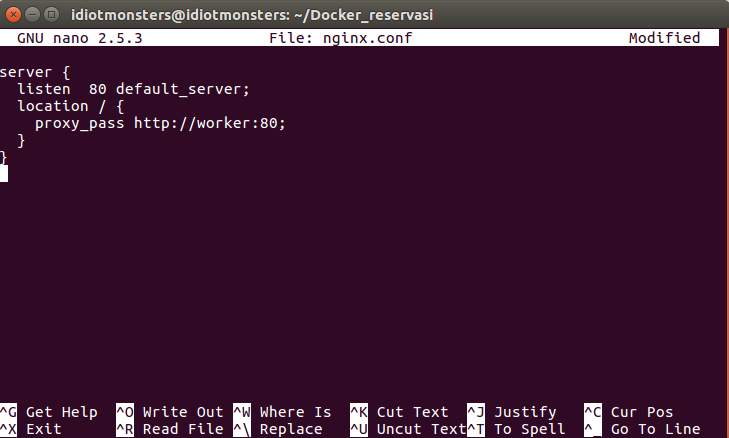 idiotmonsters@idiotmonsters: ~/Docker_reservasi
GNU nano 2.5.3 File: nginx.conf Modified
server {
  listen  80 default_server;
  location / {
    proxy_pass http://worker:80;
  }
}
^G Get Help ^O Write Out ^W Where Is ^K Cut Text ^J Justify ^C Cur Pos
^X Exit ^R Read File ^\ Replace ^U Uncut Text ^T To Spell ^_ Go To Line